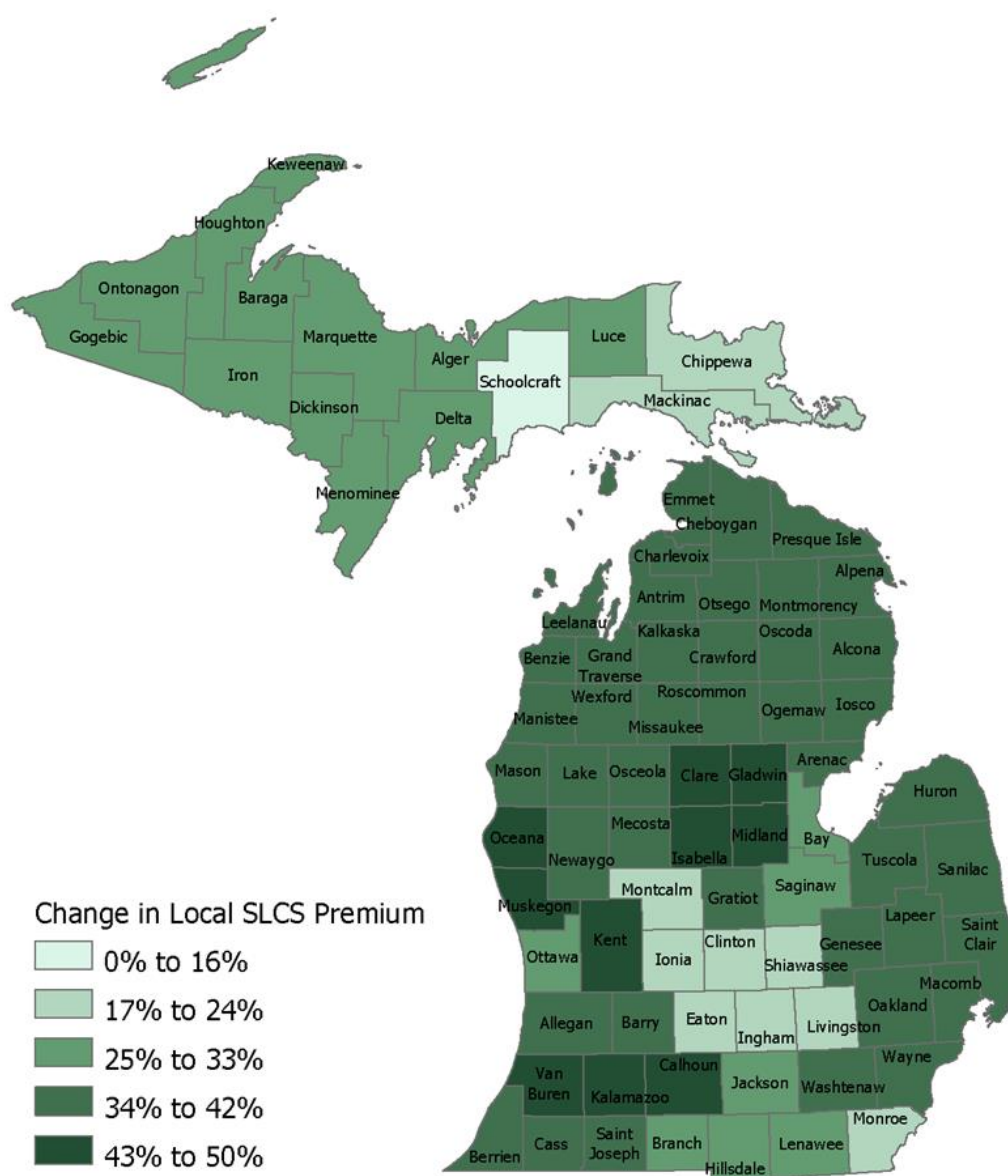 Keweenaw
Houghton
Ontonagon
Baraga
Gogebic
Marquette
Luce
Alger
Chippewa
Iron
Schoolcraft
Mackinac
Dickinson
Delta
Menominee
Emmet
Cheboygan
Presque Isle
Charlevoix
Alpena
Antrim
Otsego
Montmorency
Leelanau
Kalkaska
Oscoda
Alcona
Benzie
Grand
Traverse
Crawford
Wexford
Roscommon
Iosco
Manistee
Missaukee
Ogemaw
Arenac
Mason
Lake
Osceola
Clare
Gladwin
Huron
Oceana
Mecosta
Midland
Bay
Newaygo
Isabella
Tuscola
Sanilac
Montcalm
Saginaw
Muskegon
Gratiot
Lapeer
Saint
Clair
Kent
Clinton
Genesee
Ottawa
Ionia
Shiawassee
Macomb
Oakland
Allegan
Barry
Eaton
Ingham
Livingston
Wayne
Van
Buren
Calhoun
Kalamazoo
Jackson
Washtenaw
Monroe
Berrien
Cass
Saint
Joseph
Branch
Hillsdale
Lenawee
Change in Local SLCS Premium
0% to 16%
17% to 24%
25% to 33%
34% to 42%
43% to 50%